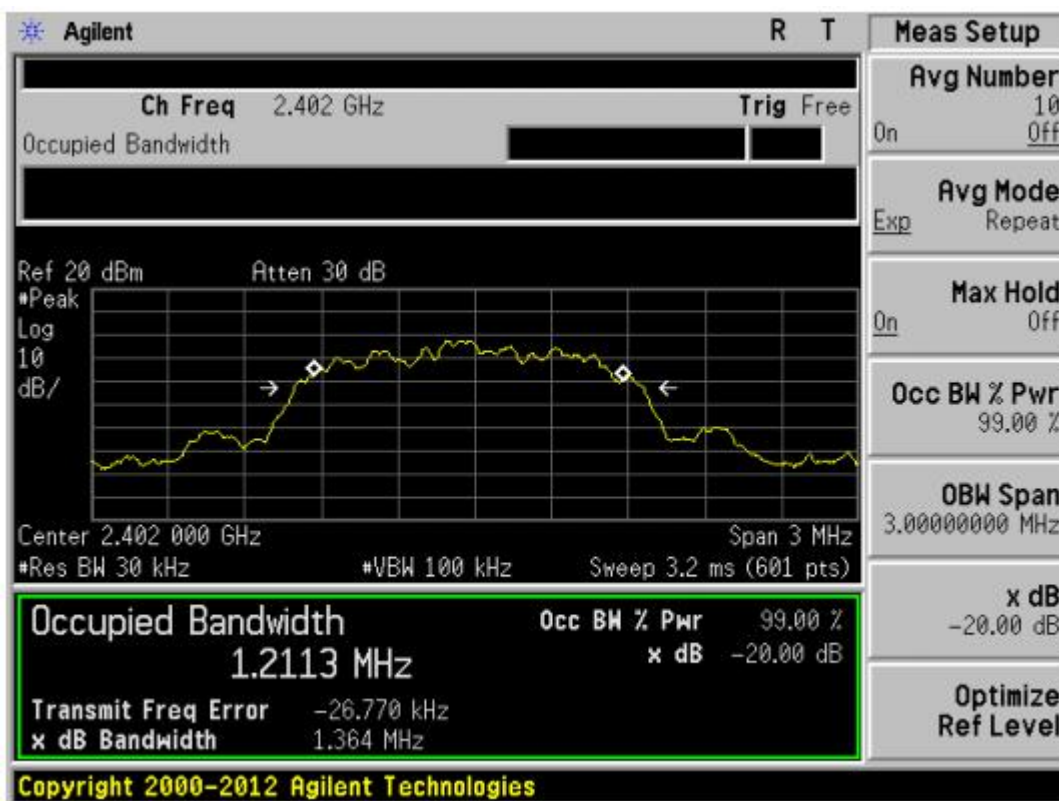 Agilent
R T
Ch Freq 2.402 GHz Trig Free
Occupied Bandwidth
Ref 20 dBm Atten 30 dB
#Peak
Log
10
dB/
Center 2.402 000 GHz Span 3 MHz
#Res BW 30 kHz #VBW 100 kHz Sweep 3.2 ms (601 pts)
Occupied Bandwidth
1.2113 MHz
Occ BW % Pwr 99.00 %
x dB -20.00 dB
Transmit Freq Error -26.770 kHz
x dB Bandwidth 1.364 MHz
Copyright 2000-2012 Agilent Technologies
Meas Setup
Avg Number
10
On Off
Avg Mode
Exp Repeat
Max Hold
On Off
Occ BW % Pwr
99.00 %
OBW Span
3.00000000 MHz
x dB
-20.00 dB
Optimize
Ref Level